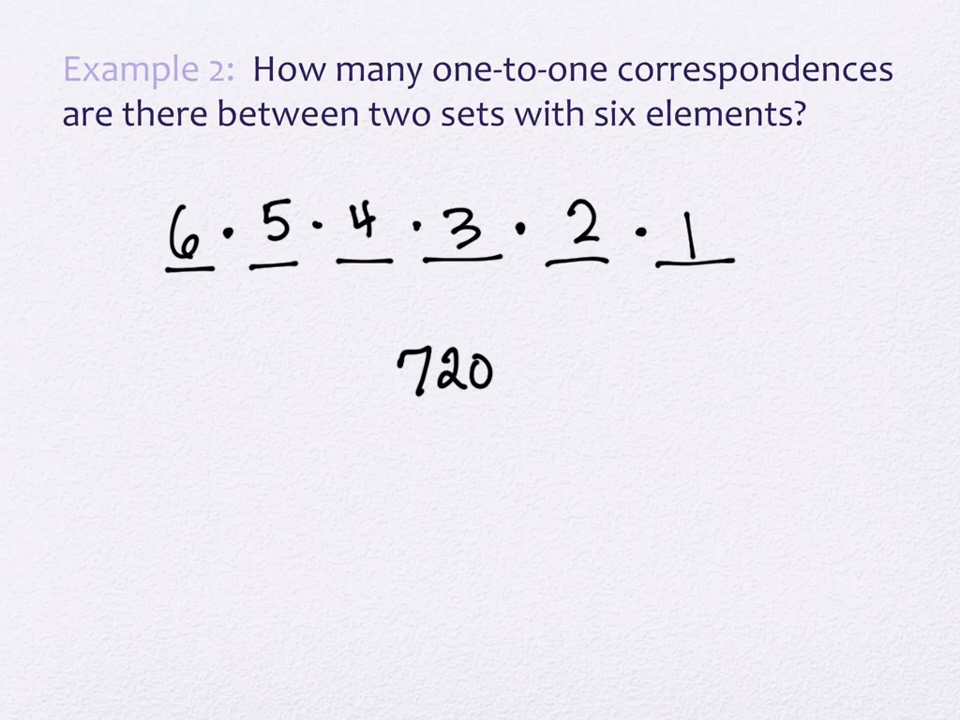 Example 2: How many one-to-one correspondences
are there between two sets with six elements?
6 · 5 · 4 · 3 · 2 · 1
720